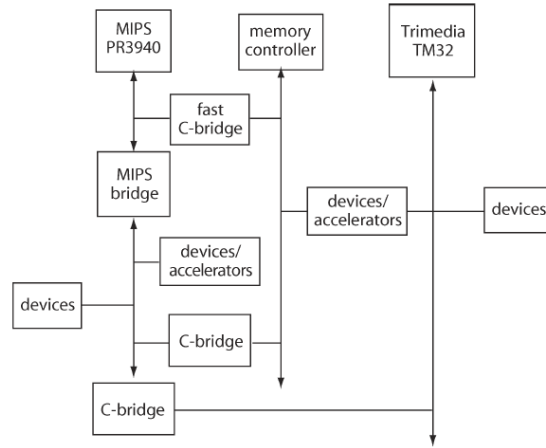 MIPS
PR3940
memory
controller
Trimedia
TM32
fast
C-bridge
MIPS
bridge
devices/
accelerators
devices
devices/
accelerators
devices
C-bridge
C-bridge